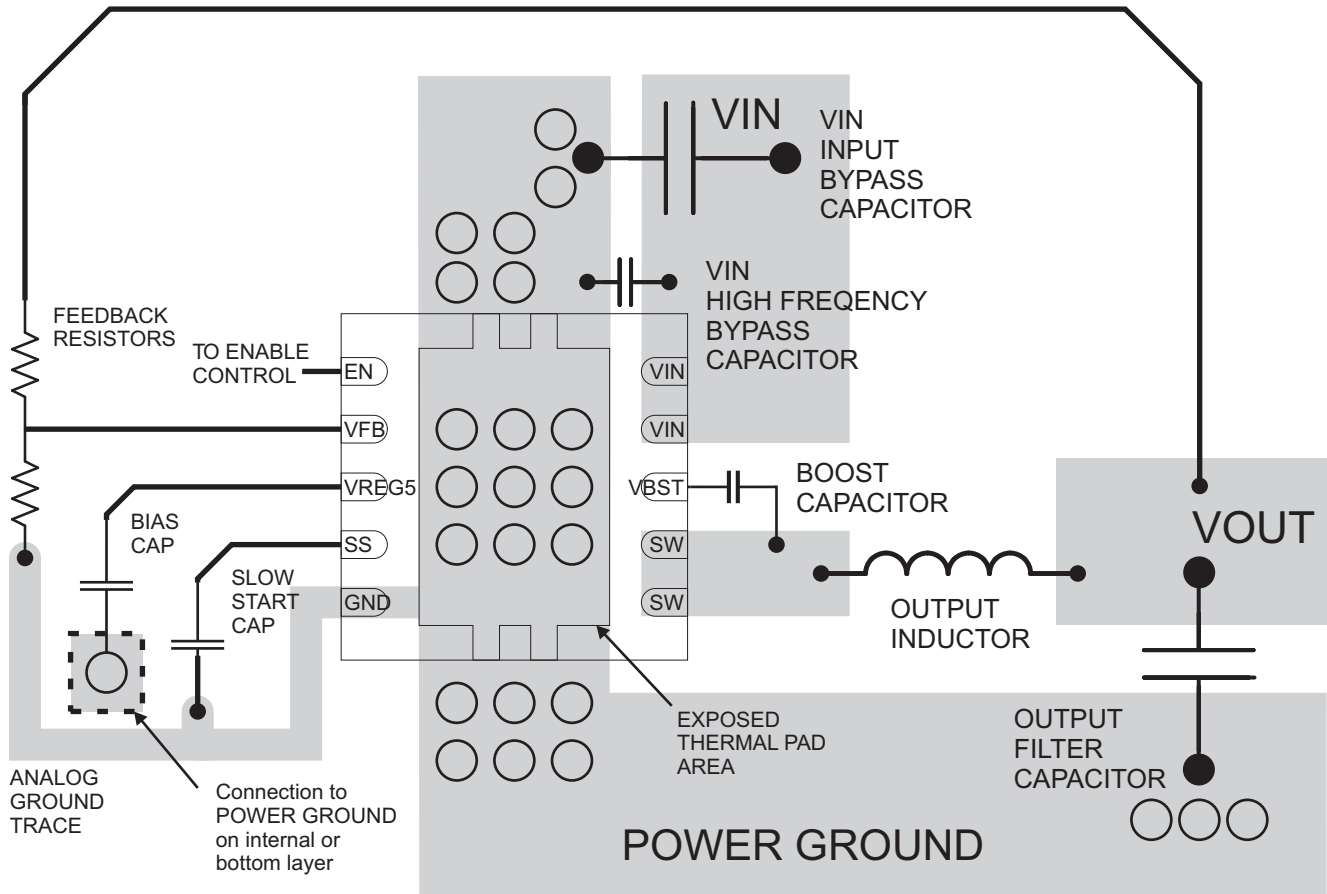 VIN
VIN
INPUT
BYPASS
CAPACITOR
VIN
HIGH FREQENCY
BYPASS
CAPACITOR
FEEDBACK
RESISTORS
TO ENABLE
CONTROL
EN
VFB
VREG5
SS
GND
VIN
VIN
VBST
SW
SW
BOOST
CAPACITOR
VOUT
BIAS
CAP
SLOW
START
CAP
OUTPUT
INDUCTOR
EXPOSED
THERMAL PAD
AREA
OUTPUT
FILTER
CAPACITOR
ANALOG
GROUND
TRACE
Connection to
POWER GROUND
on internal or
bottom layer
POWER GROUND